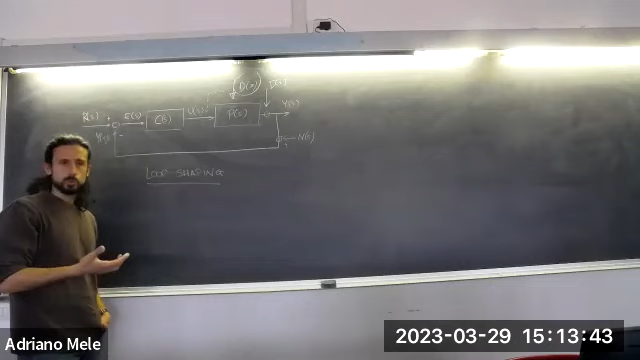 D(s) D(s)
R(s) + E(s) C(s) U(s) P(s) Y(s)
-
N(s)
LOOP-SHAPING
Adriano Mele
2023-03-29 15:13:43